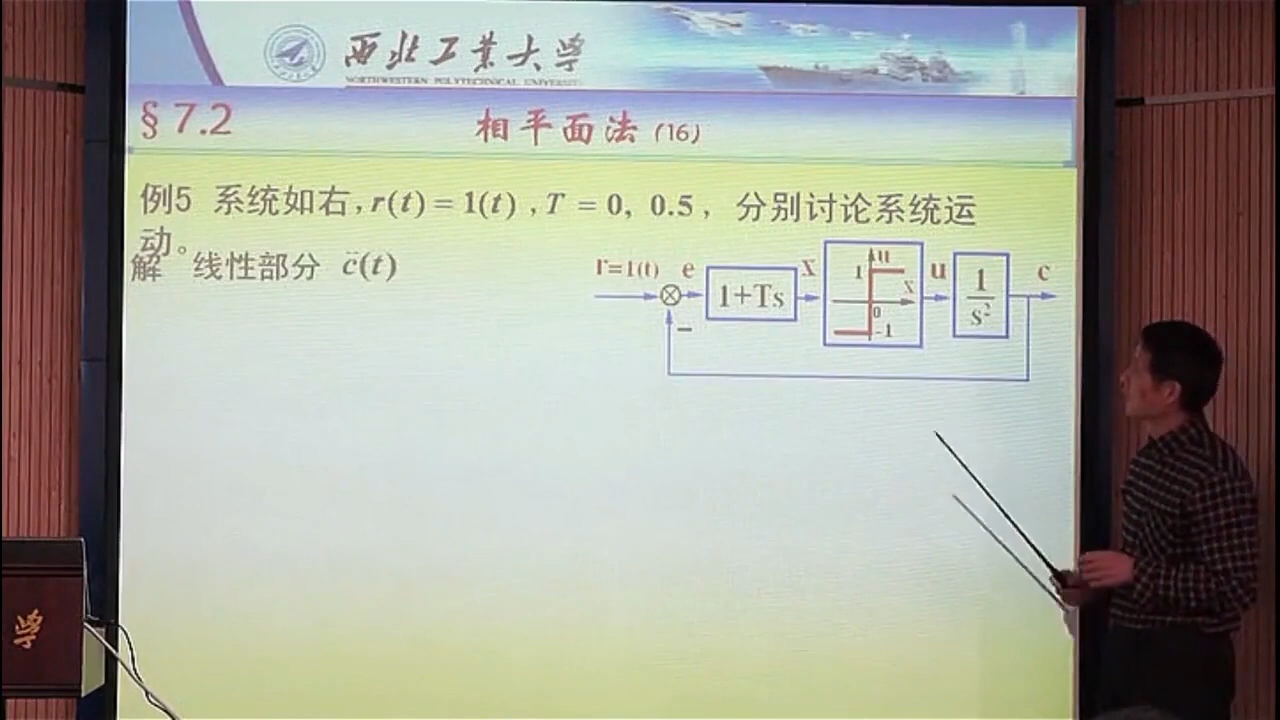 西北工业大学
NORTHWESTERN POLYTECHNICAL UNIVERSITY
§ 7.2
相平面法 (16)
例5 系统如右, r(t) = 1(t) , T = 0, 0.5, 分别讨论系统运
动。
解 线性部分 c̈(t)
r=1(t) e 1+Ts x 1 u x 0 -1 u 1/s² c
−
学